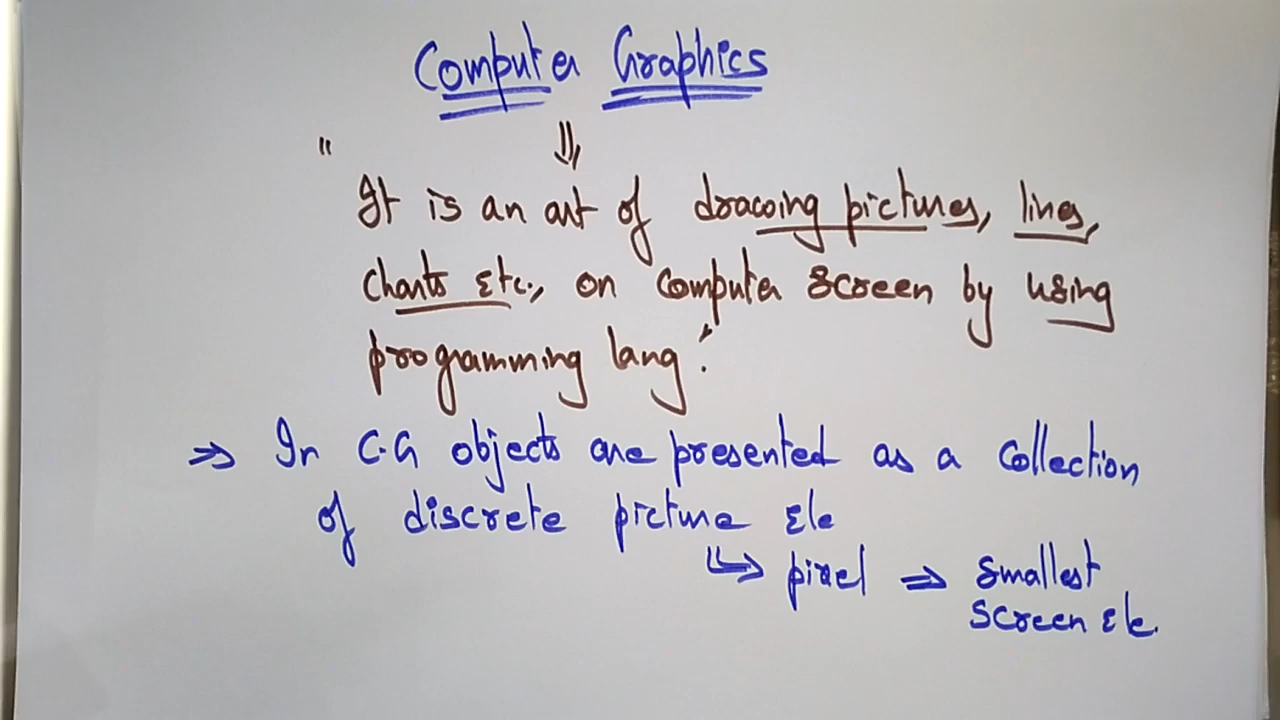 Computer Graphics
⇓
" It is an art of drawing pictures, lines,
charts Etc., on computer screen by using
programming lang".
⇒ In C.G objects are presented as a collection
of discrete picture Ele
↳ pixel ⇒ smallest
screen Ele.